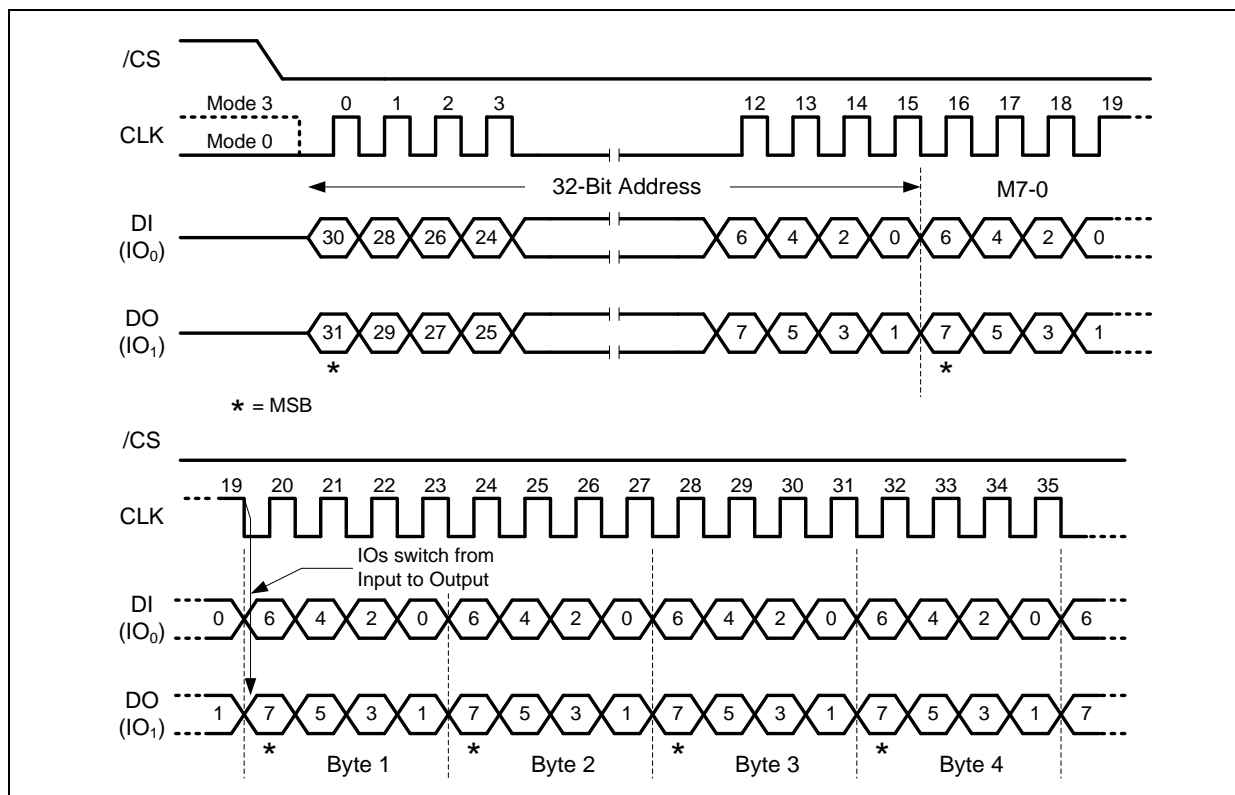 /CS
Mode 3 0 1 2 3 12 13 14 15 16 17 18 19
CLK
Mode 0
32-Bit Address M7-0
DI
(IO₀)
30 28 26 24 6 4 2 0 6 4 2 0
DO
(IO₁)
31 29 27 25 7 5 3 1 7 5 3 1
* *
* = MSB
/CS
19 20 21 22 23 24 25 26 27 28 29 30 31 32 33 34 35
CLK
IOs switch from
Input to Output
DI
(IO₀)
0 6 4 2 0 6 4 2 0 6 4 2 0 6 4 2 0 6
DO
(IO₁)
1 7 5 3 1 7 5 3 1 7 5 3 1 7 5 3 1 7
* * * *
Byte 1 Byte 2 Byte 3 Byte 4